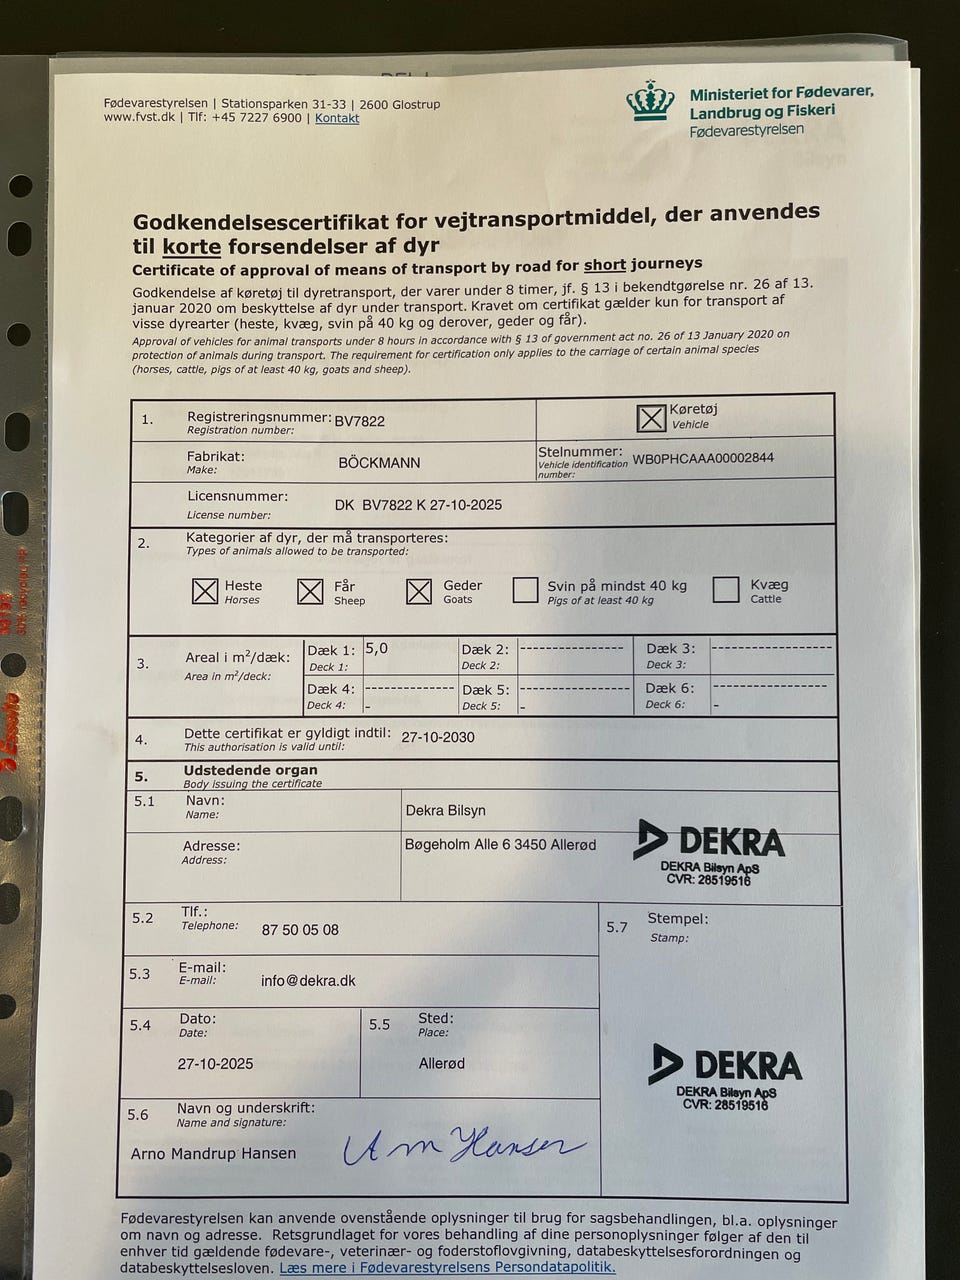 Fødevarestyrelsen | Stationsparken 31-33 | 2600 Glostrup
www.fvst.dk | Tlf: +45 7227 6900 | Kontakt
Ministeriet for Fødevarer,
Landbrug og Fiskeri
Fødevarestyrelsen
Godkendelsescertifikat for vejtransportmiddel, der anvendes
til korte forsendelser af dyr
Certificate of approval of means of transport by road for short journeys
Godkendelse af køretøj til dyretransport, der varer under 8 timer, jf. § 13 i bekendtgørelse nr. 26 af 13.
januar 2020 om beskyttelse af dyr under transport. Kravet om certifikat gælder kun for transport af
visse dyrearter (heste, kvæg, svin på 40 kg og derover, geder og får).
Approval of vehicles for animal transports under 8 hours in accordance with § 13 of government act no. 26 of 13 January 2020 on
protection of animals during transport. The requirement for certification only applies to the carriage of certain animal species
(horses, cattle, pigs of at least 40 kg, goats and sheep).
1. Registreringsnummer: BV7822 Køretøj
Registration number: Vehicle
Fabrikat: BÖCKMANN Stelnummer: WB0PHCAAA00002844
Make: Vehicle identification
number:
Licensnummer: DK BV7822 K 27-10-2025
License number:
2. Kategorier af dyr, der må transporteres:
Types of animals allowed to be transported:
Heste Får Geder Svin på mindst 40 kg Kvæg
Horses Sheep Goats Pigs of at least 40 kg Cattle
3. Areal i m²/dæk: Dæk 1: 5,0 Dæk 2: ---------------- Dæk 3: ------------------
Area in m²/deck: Deck 1: Deck 2: Deck 3:
Dæk 4: --------------- Dæk 5: ---------------- Dæk 6: ------------------
Deck 4: - Deck 5: - Deck 6: -
4. Dette certifikat er gyldigt indtil: 27-10-2030
This authorisation is valid until:
5. Udstedende organ
Body issuing the certificate
5.1 Navn: Dekra Bilsyn
Name:
Adresse: Bøgeholm Alle 6 3450 Allerød
Address:
DEKRA
DEKRA Bilsyn ApS
CVR: 28519516
5.2 Tlf.: 87 50 05 08
Telephone:
5.7 Stempel:
Stamp:
5.3 E-mail: info@dekra.dk
E-mail:
5.4 Dato: 5.5 Sted:
Date: Place:
27-10-2025 Allerød
DEKRA
DEKRA Bilsyn ApS
CVR: 28519516
5.6 Navn og underskrift:
Name and signature:
Arno Mandrup Hansen A m Hansen
Fødevarestyrelsen kan anvende ovenstående oplysninger til brug for sagsbehandlingen, bl.a. oplysninger
om navn og adresse. Retsgrundlaget for vores behandling af dine personoplysninger følger af den til
enhver tid gældende fødevare-, veterinær- og foderstoflovgivning, databeskyttelsesforordningen og
databeskyttelsesloven. Læs mere i Fødevarestyrelsens Persondatapolitik.
Esselte